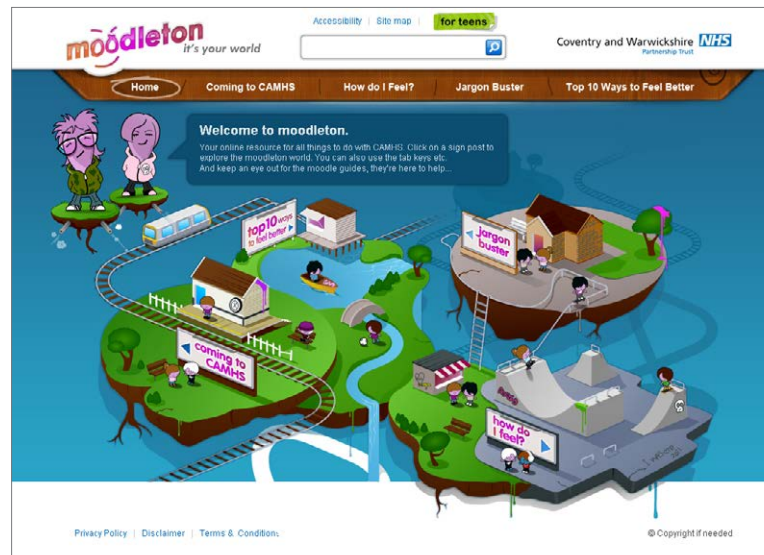 Accessibility | Site map | for teens
moodleton
it's your world
Coventry and Warwickshire NHS
Partnership Trust
Home
Coming to CAMHS
How do I Feel?
Jargon Buster
Top 10 Ways to Feel Better
Welcome to moodleton.
Your online resource for all things to do with CAMHS. Click on a sign post to
explore the moodleton world. You can also use the tab keys etc.
And keep an eye out for the moodle guides, they're here to help...
top10 ways
to feel better
jargon
buster
coming to
CAMHS
how do
I feel?
Privacy Policy | Disclaimer | Terms & Conditions
© Copyright if needed